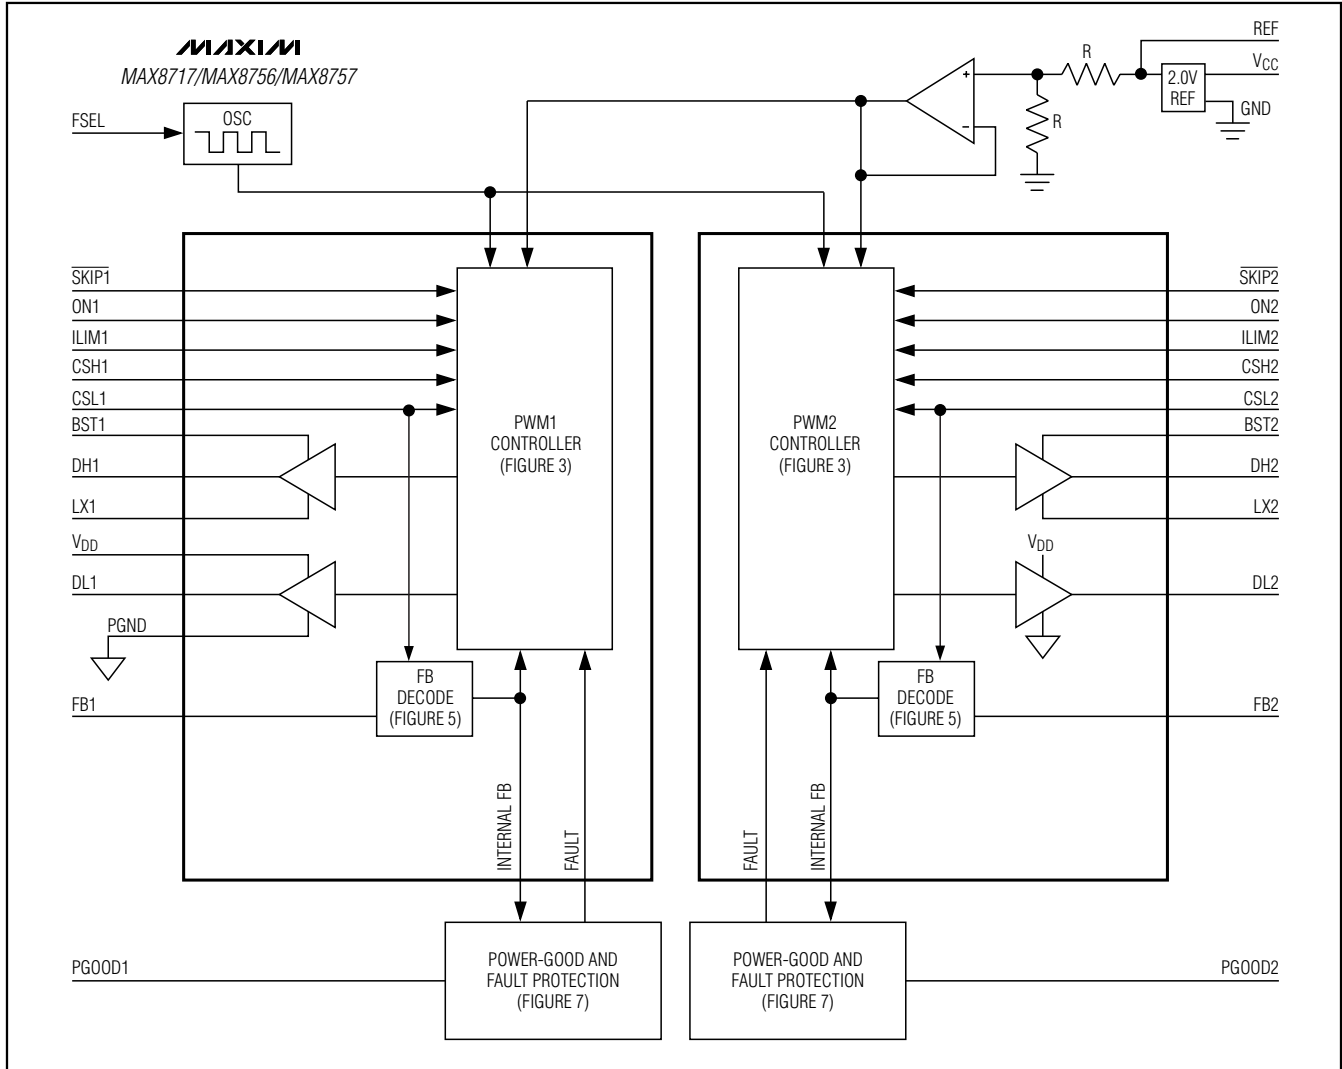 MAXIM
MAX8717/MAX8756/MAX8757
FSEL
OSC
REF
VCC
2.0V
REF
GND
R
R
+
–
SKIP1
ON1
ILIM1
CSH1
CSL1
BST1
DH1
LX1
VDD
DL1
PGND
FB1
PWM1
CONTROLLER
(FIGURE 3)
FB
DECODE
(FIGURE 5)
INTERNAL FB
FAULT
SKIP2
ON2
ILIM2
CSH2
CSL2
BST2
DH2
LX2
VDD
DL2
FB2
PWM2
CONTROLLER
(FIGURE 3)
FB
DECODE
(FIGURE 5)
FAULT
INTERNAL FB
PGOOD1
POWER-GOOD AND
FAULT PROTECTION
(FIGURE 7)
POWER-GOOD AND
FAULT PROTECTION
(FIGURE 7)
PGOOD2